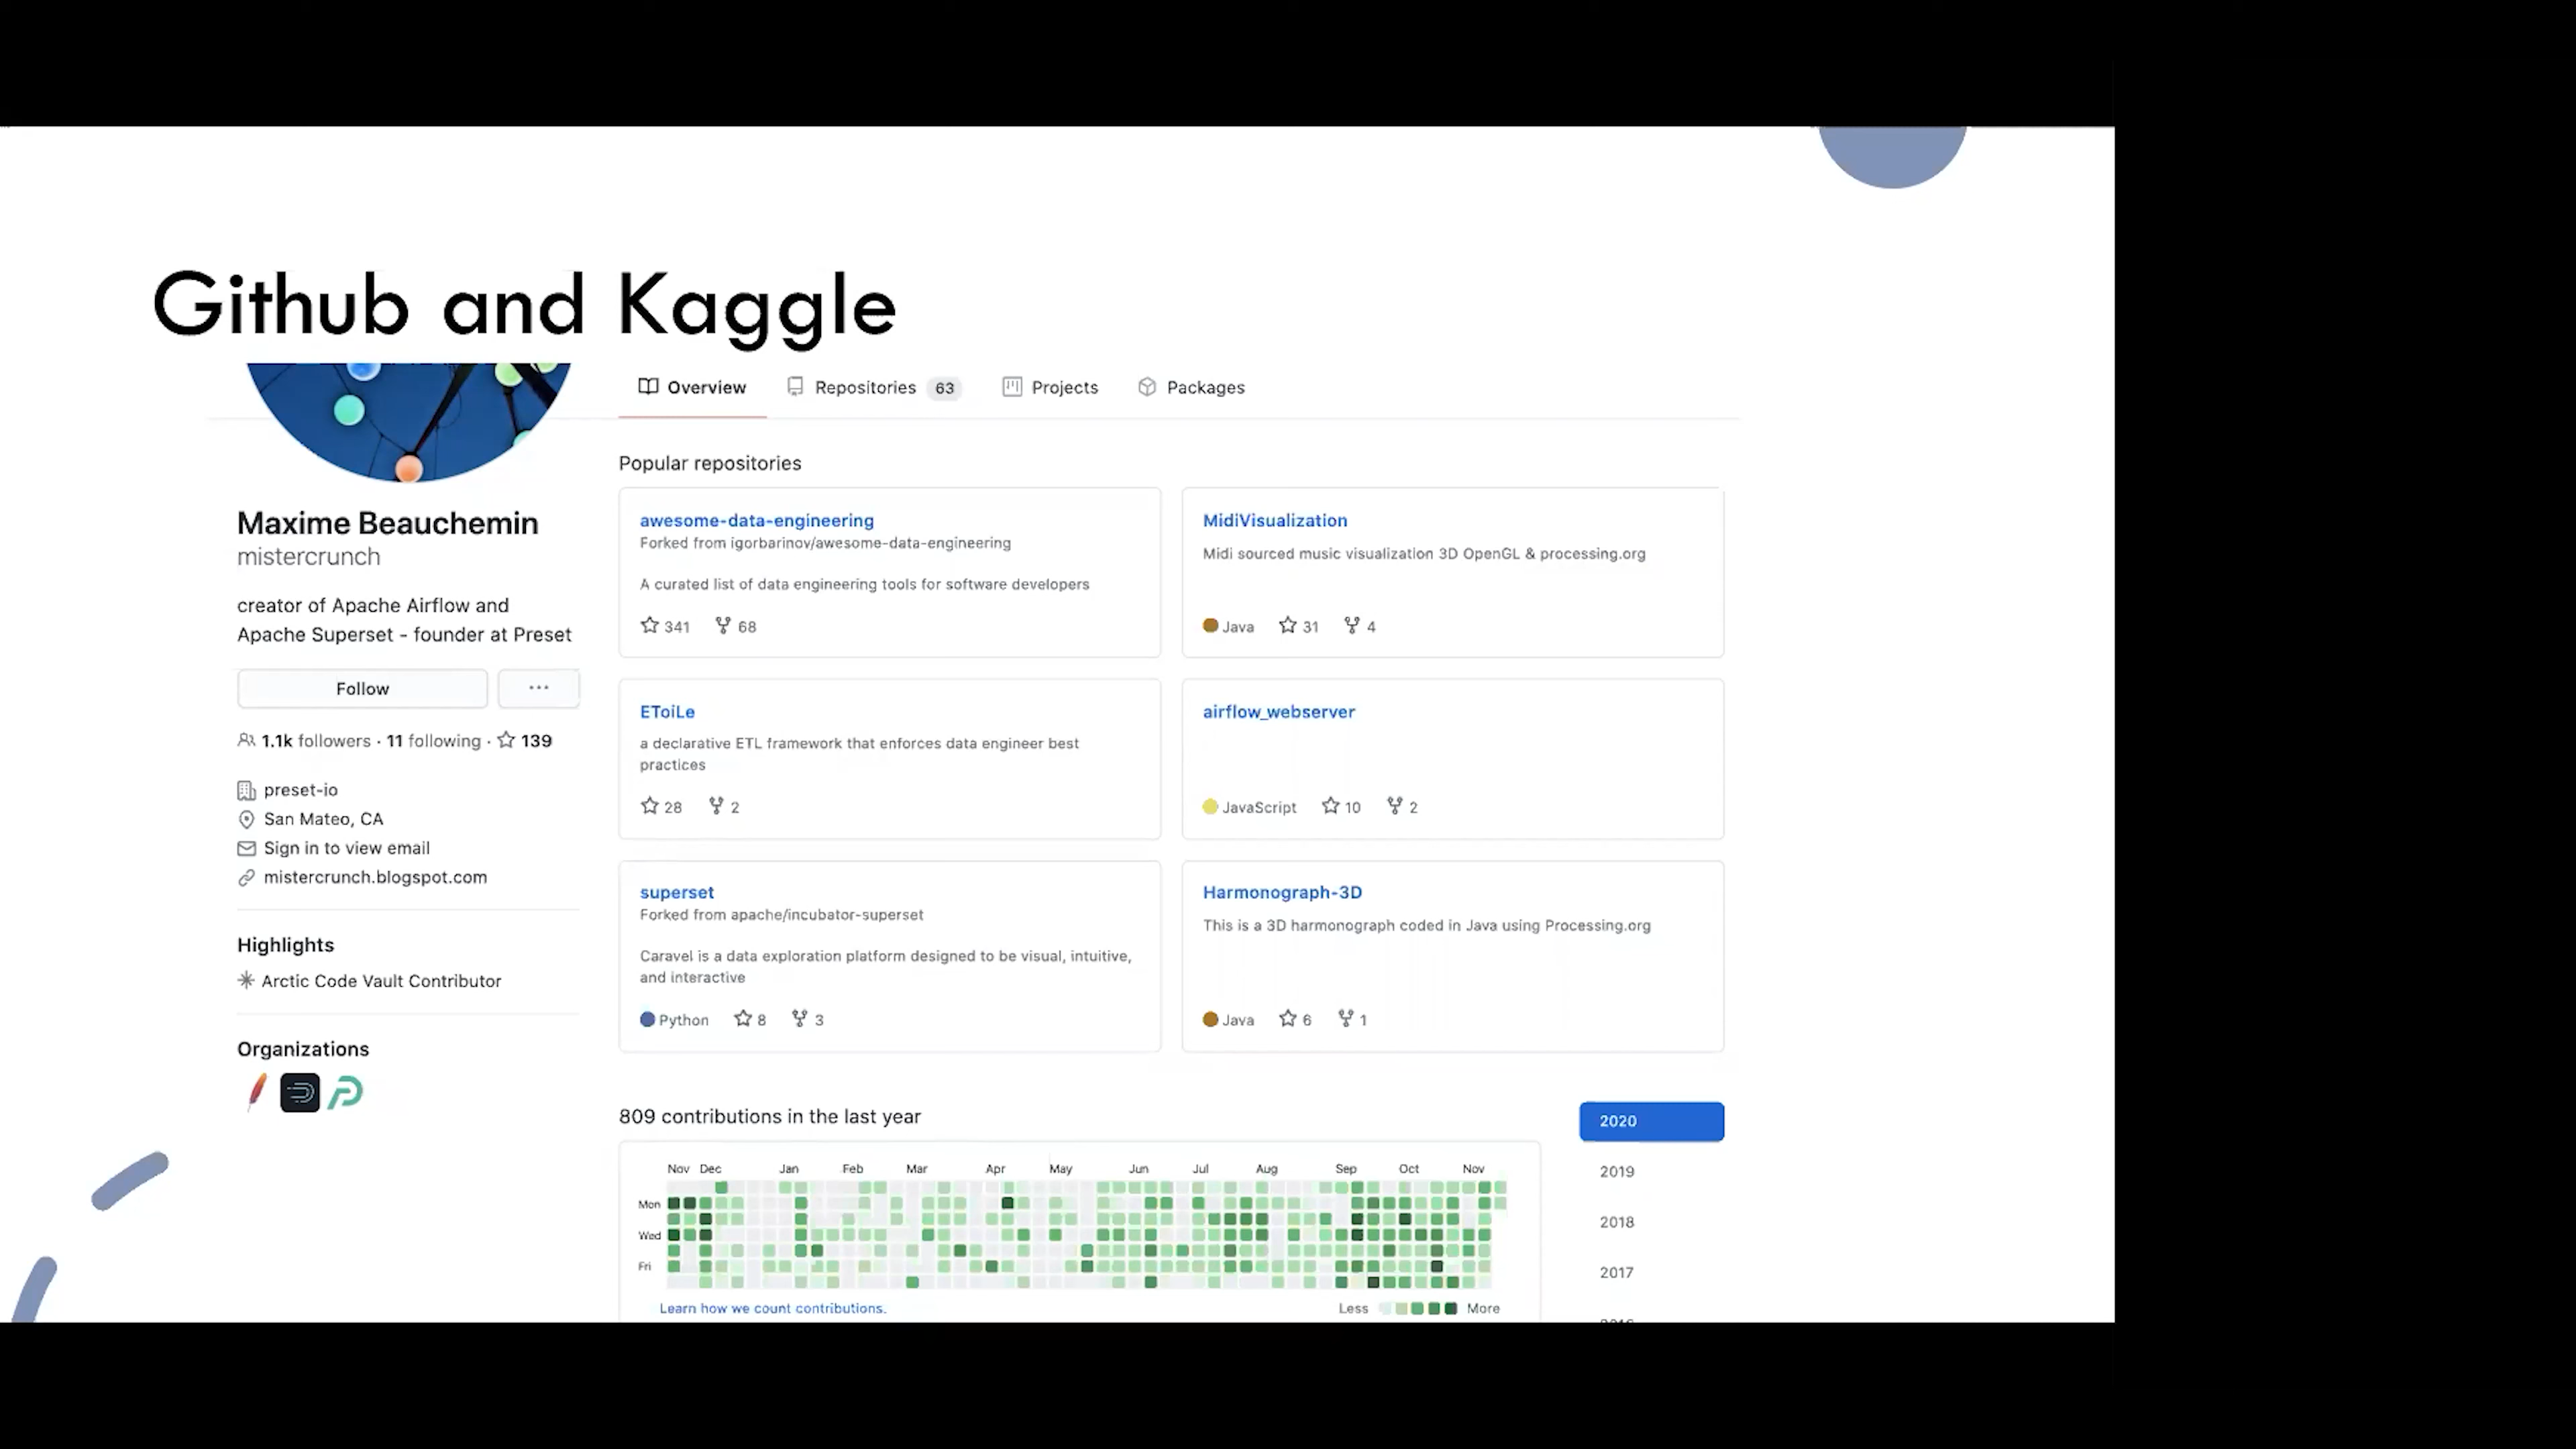 Github and Kaggle
Overview Repositories 63 Projects Packages
Maxime Beauchemin
mistercrunch
creator of Apache Airflow and
Apache Superset - founder at Preset
Follow ...
1.1k followers · 11 following · 139
preset-io
San Mateo, CA
Sign in to view email
mistercrunch.blogspot.com
Highlights
Arctic Code Vault Contributor
Organizations
Popular repositories
awesome-data-engineering
Forked from igorbarinov/awesome-data-engineering
A curated list of data engineering tools for software developers
341 68
MidiVisualization
Midi sourced music visualization 3D OpenGL & processing.org
Java 31 4
EToiLe
a declarative ETL framework that enforces data engineer best
practices
28 2
airflow_webserver
JavaScript 10 2
superset
Forked from apache/incubator-superset
Caravel is a data exploration platform designed to be visual, intuitive,
and interactive
Python 8 3
Harmonograph-3D
This is a 3D harmonograph coded in Java using Processing.org
Java 6 1
809 contributions in the last year
Nov Dec Jan Feb Mar Apr May Jun Jul Aug Sep Oct Nov
Mon
Wed
Fri
Learn how we count contributions.
Less More
2020
2019
2018
2017